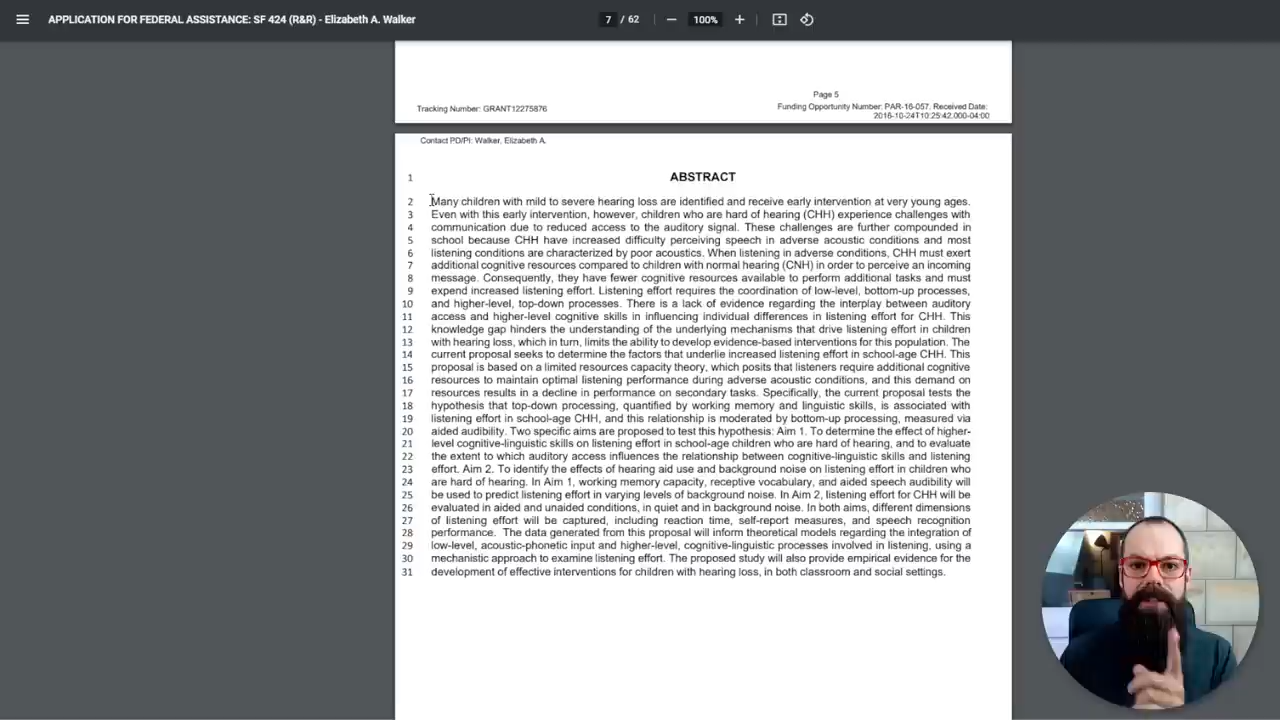 APPLICATION FOR FEDERAL ASSISTANCE: SF 424 (R&R) - Elizabeth A. Walker
7 / 62
100%
Page 5
Tracking Number: GRANT12275876
Funding Opportunity Number: PAR-16-057. Received Date:
2016-10-24T10:25:42.000-04:00
Contact PD/PI: Walker, Elizabeth A.
1 ABSTRACT
2 Many children with mild to severe hearing loss are identified and receive early intervention at very young ages.
3 Even with this early intervention, however, children who are hard of hearing (CHH) experience challenges with
4 communication due to reduced access to the auditory signal. These challenges are further compounded in
5 school because CHH have increased difficulty perceiving speech in adverse acoustic conditions and most
6 listening conditions are characterized by poor acoustics. When listening in adverse conditions, CHH must exert
7 additional cognitive resources compared to children with normal hearing (CNH) in order to perceive an incoming
8 message. Consequently, they have fewer cognitive resources available to perform additional tasks and must
9 expend increased listening effort. Listening effort requires the coordination of low-level, bottom-up processes,
10 and higher-level, top-down processes. There is a lack of evidence regarding the interplay between auditory
11 access and higher-level cognitive skills in influencing individual differences in listening effort for CHH. This
12 knowledge gap hinders the understanding of the underlying mechanisms that drive listening effort in children
13 with hearing loss, which in turn, limits the ability to develop evidence-based interventions for this population. The
14 current proposal seeks to determine the factors that underlie increased listening effort in school-age CHH. This
15 proposal is based on a limited resources capacity theory, which posits that listeners require additional cognitive
16 resources to maintain optimal listening performance during adverse acoustic conditions, and this demand on
17 resources results in a decline in performance on secondary tasks. Specifically, the current proposal tests the
18 hypothesis that top-down processing, quantified by working memory and linguistic skills, is associated with
19 listening effort in school-age CHH, and this relationship is moderated by bottom-up processing, measured via
20 aided audibility. Two specific aims are proposed to test this hypothesis: Aim 1. To determine the effect of higher-
21 level cognitive-linguistic skills on listening effort in school-age children who are hard of hearing, and to evaluate
22 the extent to which auditory access influences the relationship between cognitive-linguistic skills and listening
23 effort. Aim 2. To identify the effects of hearing aid use and background noise on listening effort in children who
24 are hard of hearing. In Aim 1, working memory capacity, receptive vocabulary, and aided speech audibility will
25 be used to predict listening effort in varying levels of background noise. In Aim 2, listening effort for CHH will be
26 evaluated in aided and unaided conditions, in quiet and in background noise. In both aims, different dimensions
27 of listening effort will be captured, including reaction time, self-report measures, and speech recognition
28 performance. The data generated from this proposal will inform theoretical models regarding the integration of
29 low-level, acoustic-phonetic input and higher-level, cognitive-linguistic processes involved in listening, using a
30 mechanistic approach to examine listening effort. The proposed study will also provide empirical evidence for the
31 development of effective interventions for children with hearing loss, in both classroom and social settings.